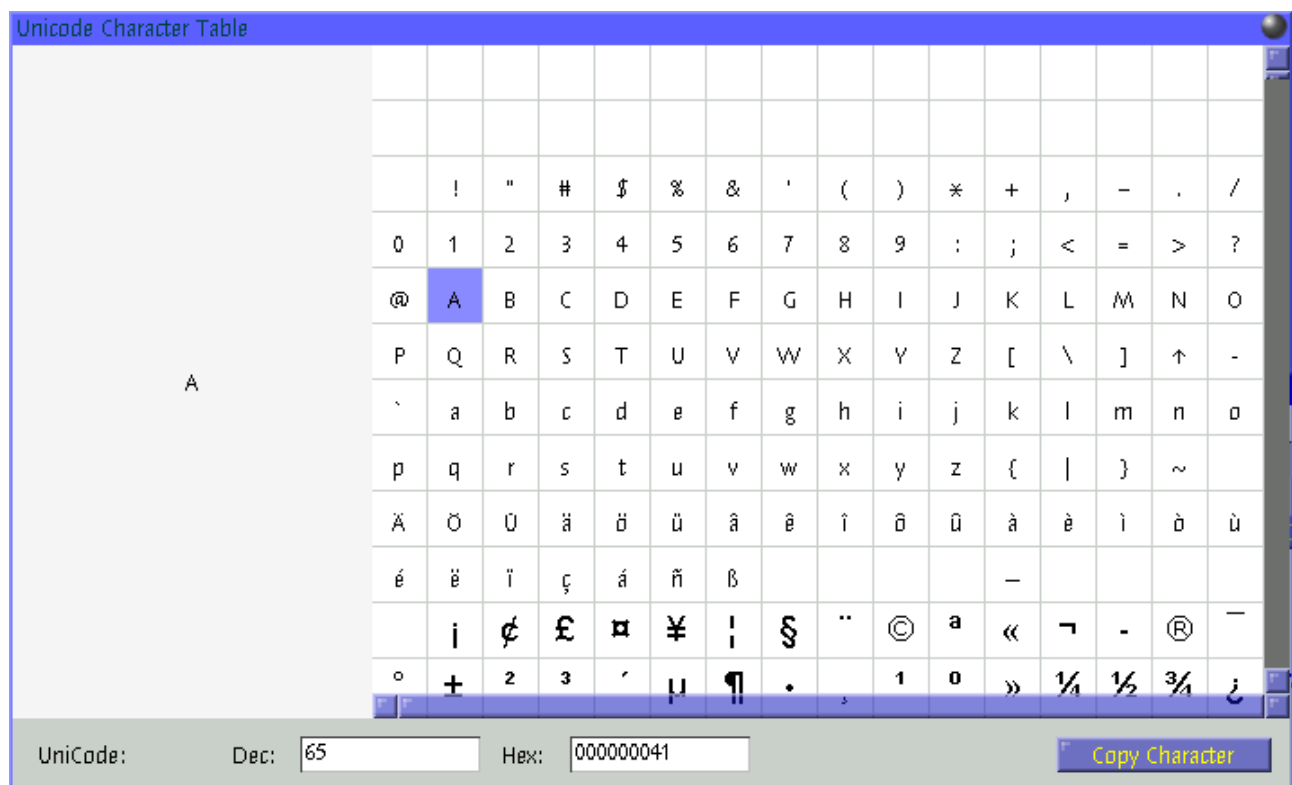 Unicode Character Table
! " # $ % & ' ( ) * + , – . /
0 1 2 3 4 5 6 7 8 9 : ; < = > ?
@ A B C D E F G H I J K L M N O
P Q R S T U V W X Y Z [ \ ] ↑ -
A
` a b c d e f g h i j k l m n o
p q r s t u v w x y z { | } ~
Ä Ö Ü ä ö ü â ê î ô û à è ì ò ù
é ë ï ç á ñ ß —
¡ ¢ £ ¤ ¥ ¦ § ¨ © ª « ¬ - ® ¯
° ± ² ³ ´ µ ¶ • ¸ ¹ º » ¼ ½ ¾ ¿
UniCode: Dec: 65 Hex: 000000041 Copy Character